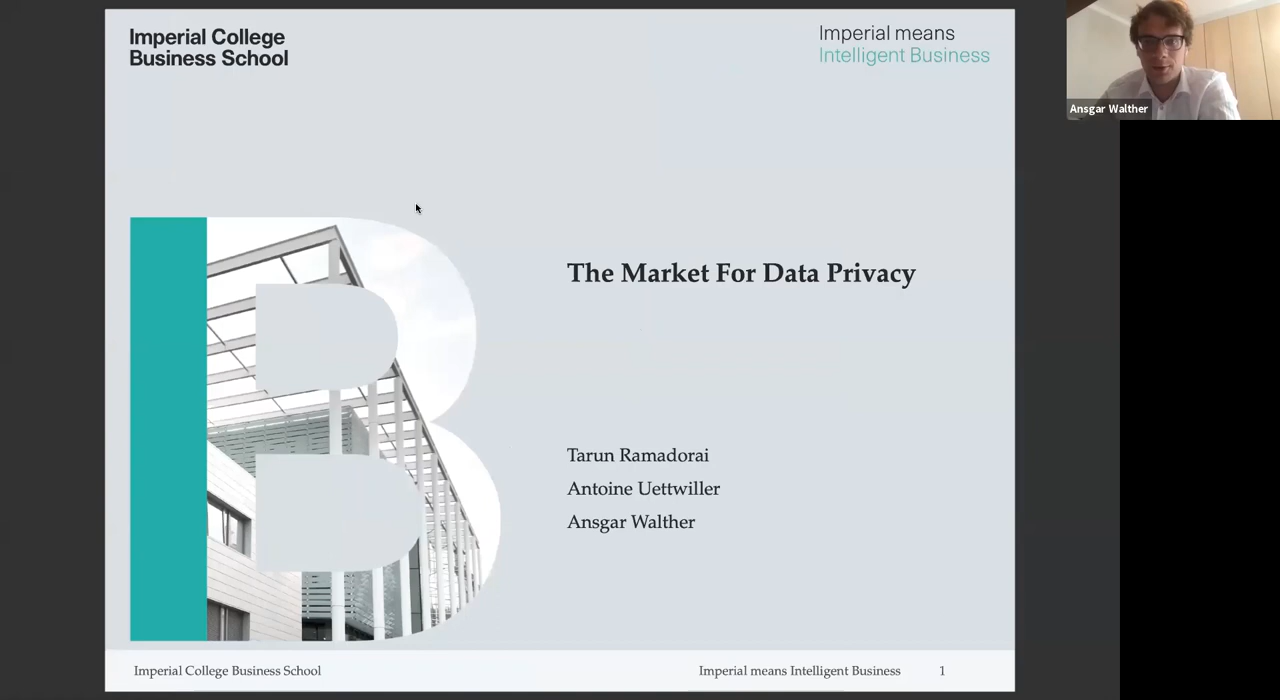 Imperial College
Business School
Imperial means
Intelligent Business
Ansgar Walther
The Market For Data Privacy
Tarun Ramadorai
Antoine Uettwiller
Ansgar Walther
Imperial College Business School
Imperial means Intelligent Business
1